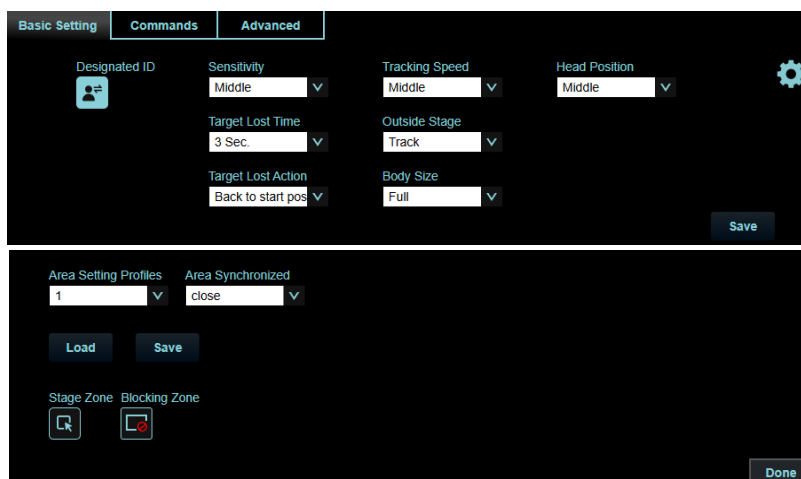 Basic Setting Commands Advanced
Designated ID Sensitivity Tracking Speed Head Position
Middle Middle Middle
Target Lost Time Outside Stage
3 Sec. Track
Target Lost Action Body Size
Back to start pos Full
Save
Area Setting Profiles Area Synchronized
1 close
Load Save
Stage Zone Blocking Zone
Done